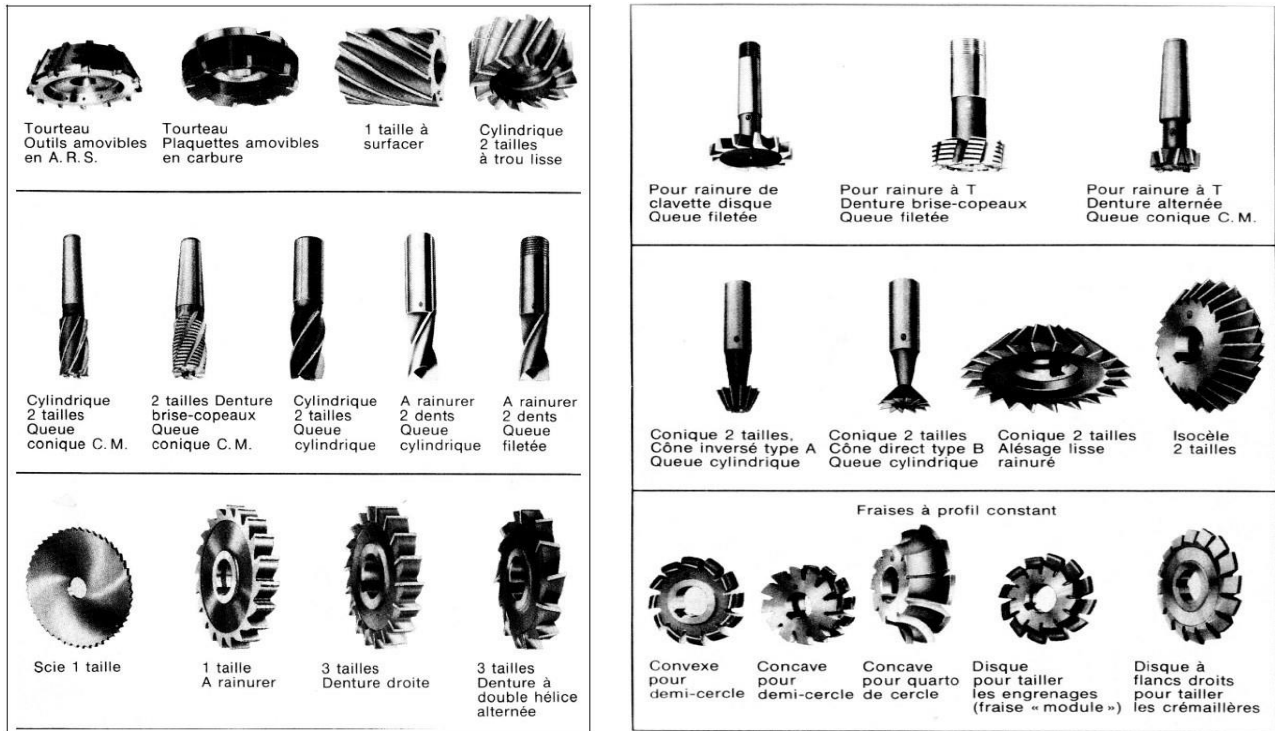 Tourteau
Outils amovibles
en A.R.S.
Tourteau
Plaquettes amovibles
en carbure
1 taille à
surfacer
Cylindrique
2 tailles
à trou lisse
Cylindrique
2 tailles
Queue
conique C.M.
2 tailles Denture
brise-copeaux
Queue
conique C.M.
Cylindrique
2 tailles
Queue
cylindrique
A rainurer
2 dents
Queue
cylindrique
A rainurer
2 dents
Queue
filetée
Scie 1 taille
1 taille
A rainurer
3 tailles
Denture droite
3 tailles
Denture à
double hélice
alternée
Pour rainure de
clavette disque
Queue filetée
Pour rainure à T
Denture brise-copeaux
Queue filetée
Pour rainure à T
Denture alternée
Queue conique C.M.
Conique 2 tailles,
Cône inversé type A
Queue cylindrique
Conique 2 tailles
Cône direct type B
Queue cylindrique
Conique 2 tailles
Alésage lisse
rainuré
Isocèle
2 tailles
Fraises à profil constant
Convexe
pour
demi-cercle
Concave
pour
demi-cercle
Concave
pour quarto
de cercle
Disque
pour tailler
les engrenages
(fraise « module »)
Disque à
flancs droits
pour tailler
les crémaillères